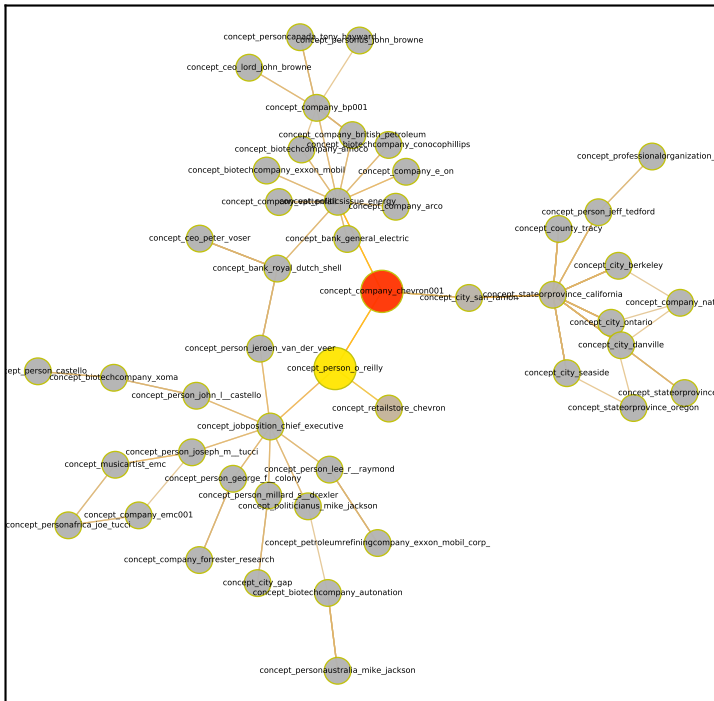 concept_personcanada_tony_hayward
concept_personus_john_browne
concept_ceo_lord_john_browne
concept_company_bp001
concept_company_british_petroleum
concept_biotechcompany_conocophillips
concept_biotechcompany_amoco
concept_professionalorganization_
concept_biotechcompany_exxon_mobil
concept_company_e_on
concept_politicsissue_energy
concept_company_arco
concept_person_jeff_tedford
concept_county_tracy
concept_ceo_peter_voser
concept_bank_general_electric
concept_bank_royal_dutch_shell
concept_city_berkeley
concept_company_chevron001
concept_city_san_ramon
concept_stateorprovince_california
concept_company_nat
concept_city_ontario
concept_city_danville
concept_person_jeroen_van_der_veer
concept_person_o_reilly
cept_person_castello
concept_biotechcompany_xoma
concept_city_seaside
concept_person_john_l__castello
concept_stateorprovince
concept_retailstore_chevron
concept_stateorprovince_oregon
concept_jobposition_chief_executive
concept_person_joseph_m__tucci
concept_musicartist_emc
concept_person_lee_r__raymond
concept_person_george_f__colony
concept_person_millard_s__drexler
concept_politicianus_mike_jackson
concept_company_emc001
concept_personafrica_joe_tucci
concept_petroleumrefiningcompany_exxon_mobil_corp_
concept_company_forrester_research
concept_city_gap
concept_biotechcompany_autonation
concept_personaustralia_mike_jackson